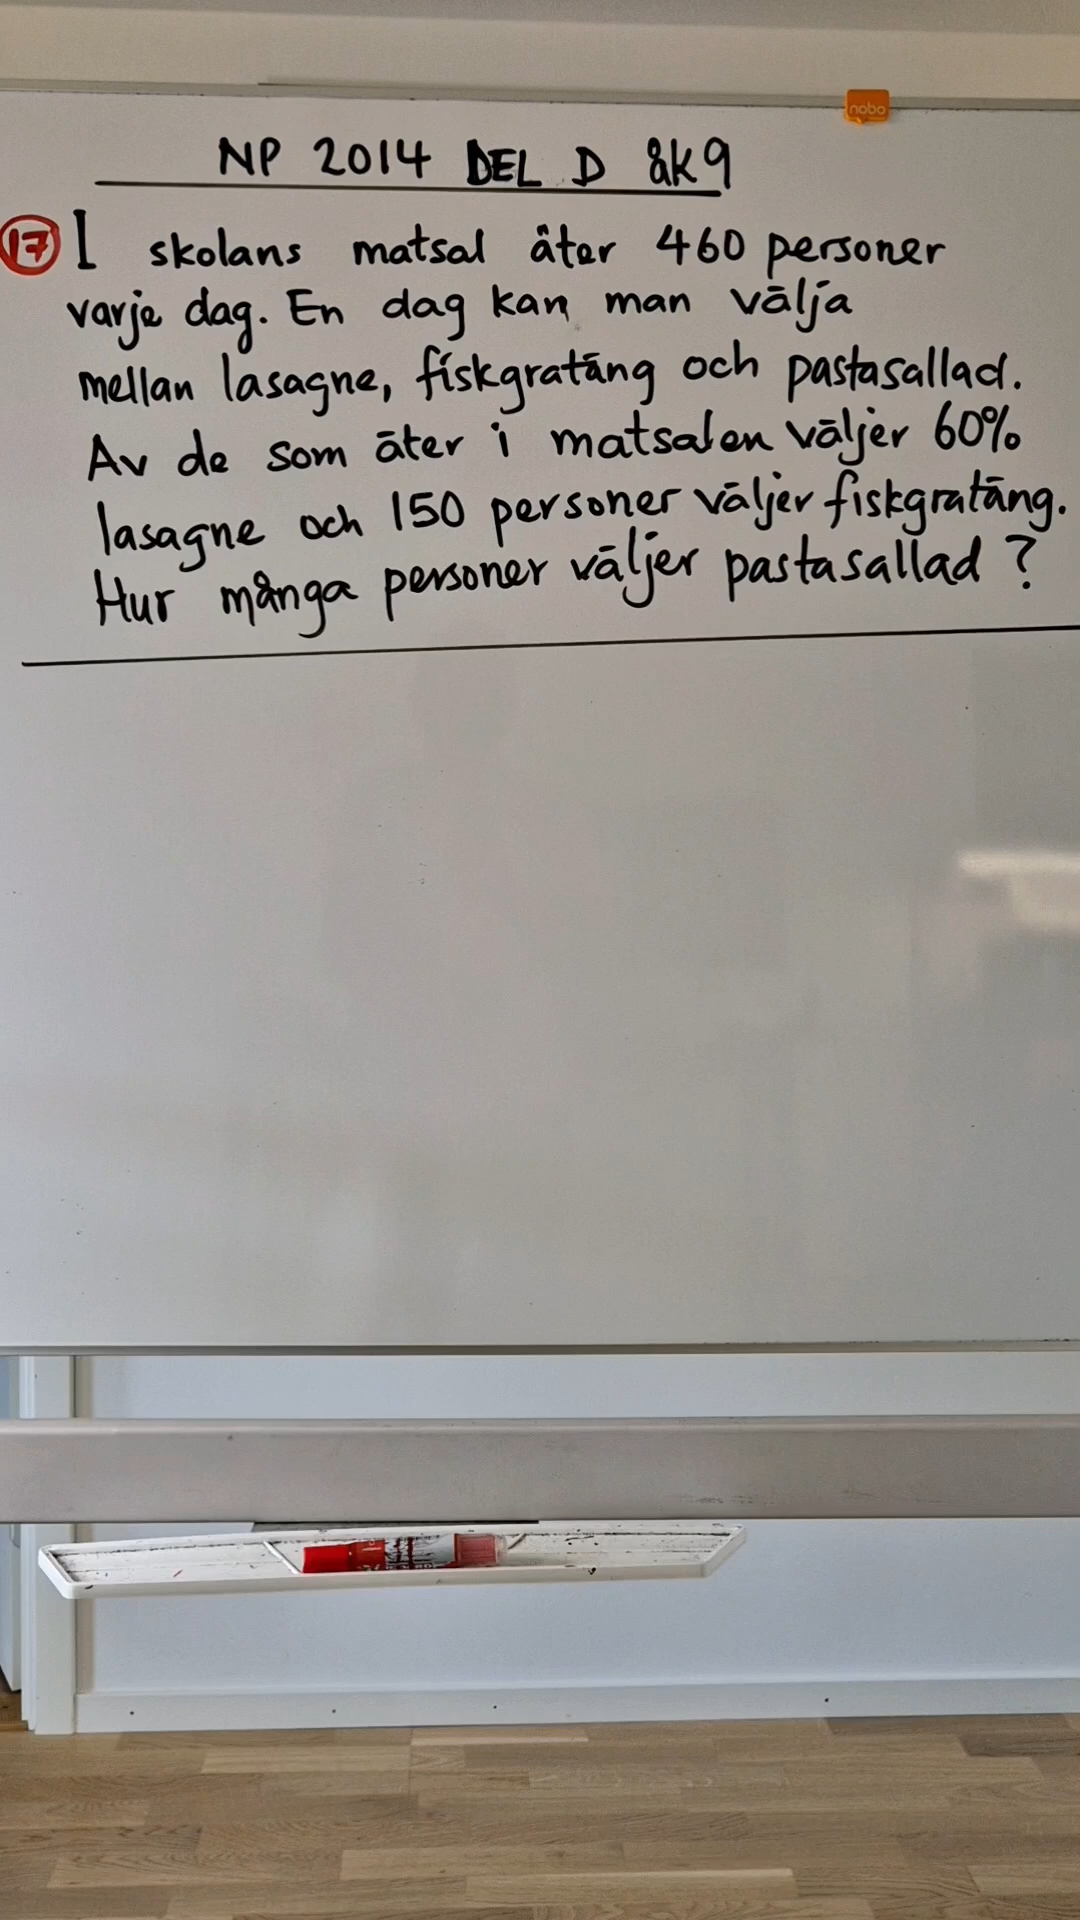 nobo
NP 2014 DEL D åk9
17 I skolans matsal äter 460 personer
varje dag. En dag kan man välja
mellan lasagne, fiskgratäng och pastasallad.
Av de som äter i matsalen väljer 60%
lasagne och 150 personer väljer fiskgratäng.
Hur många personer väljer pastasallad?